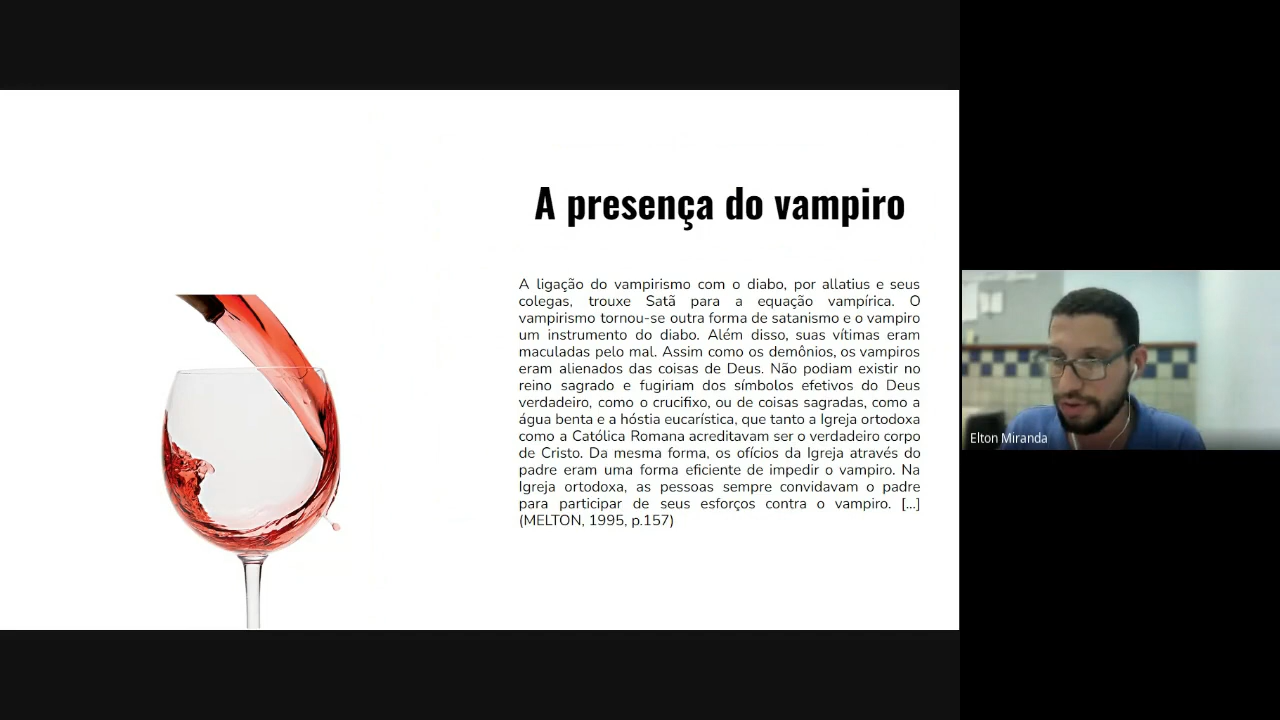 A presença do vampiro
A ligação do vampirismo com o diabo, por allatius e seus
colegas, trouxe Satã para a equação vampírica. O
vampirismo tornou-se outra forma de satanismo e o vampiro
um instrumento do diabo. Além disso, suas vítimas eram
maculadas pelo mal. Assim como os demônios, os vampiros
eram alienados das coisas de Deus. Não podiam existir no
reino sagrado e fugiriam dos símbolos efetivos do Deus
verdadeiro, como o crucifixo, ou de coisas sagradas, como a
água benta e a hóstia eucarística, que tanto a Igreja ortodoxa
como a Católica Romana acreditavam ser o verdadeiro corpo
de Cristo. Da mesma forma, os ofícios da Igreja através do
padre eram uma forma eficiente de impedir o vampiro. Na
Igreja ortodoxa, as pessoas sempre convidavam o padre
para participar de seus esforços contra o vampiro. [...]
(MELTON, 1995, p.157)
Elton Miranda